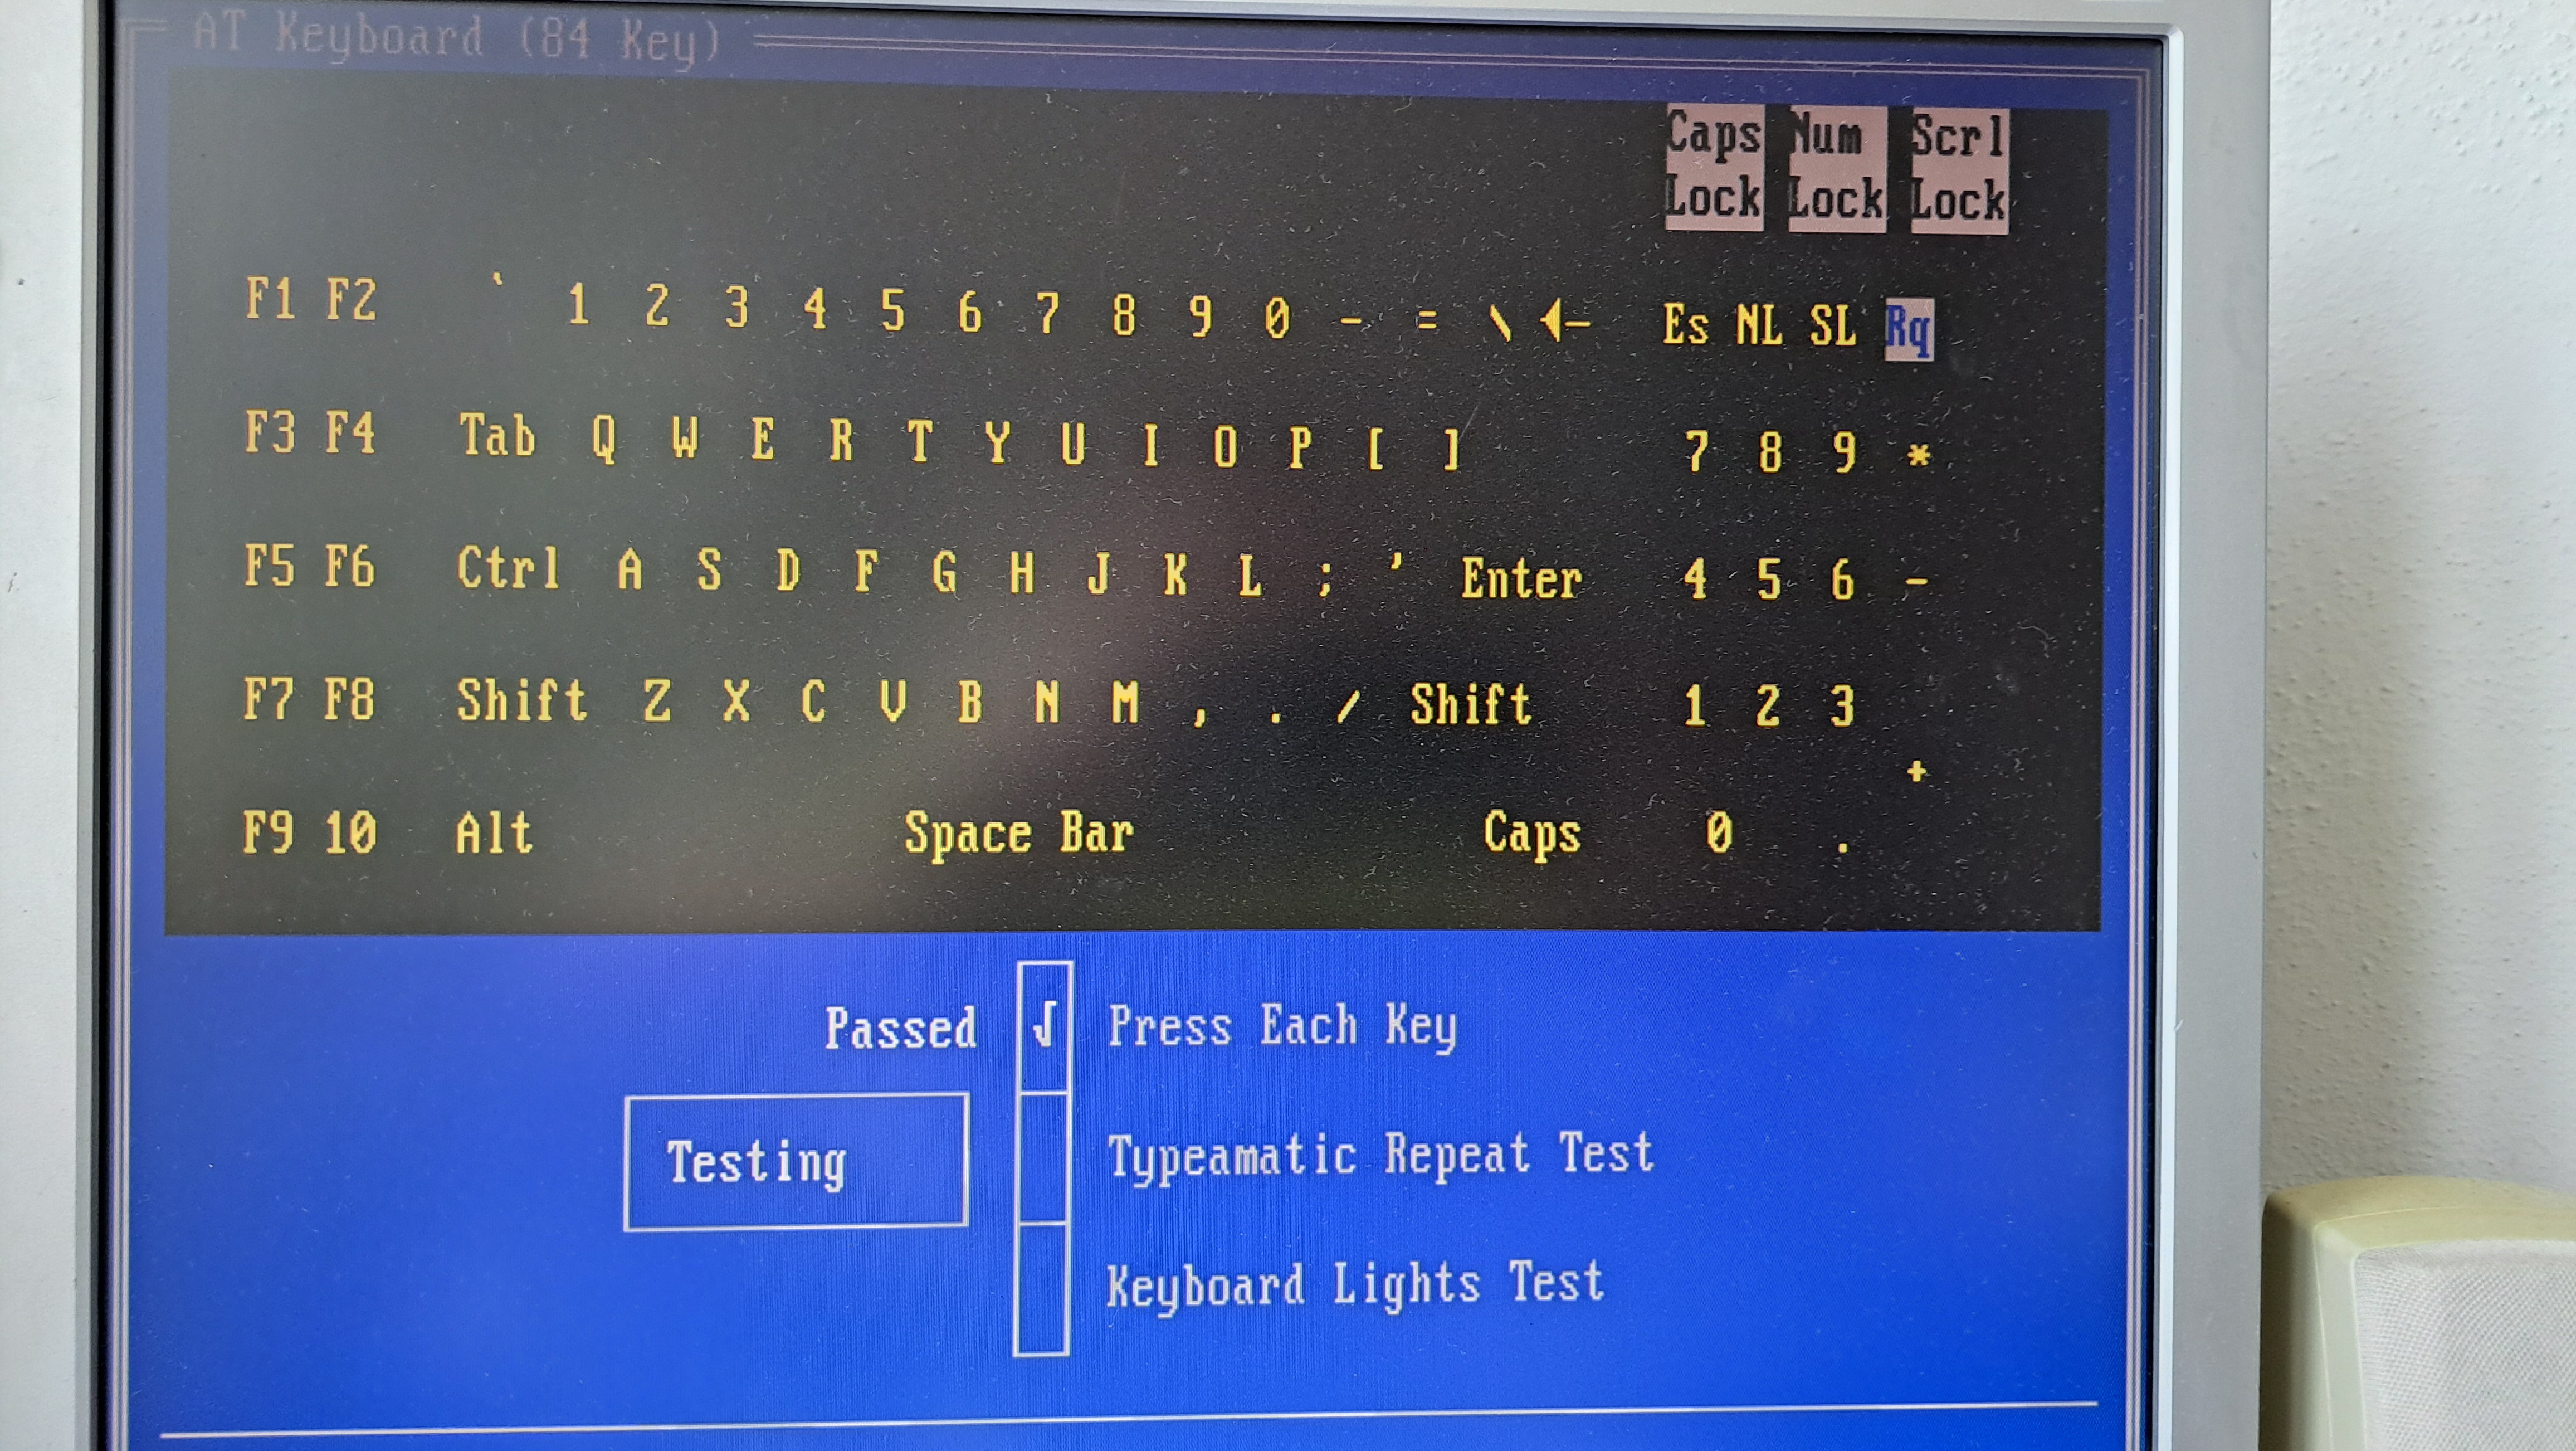 AT Keyboard (84 Key)
Caps Num Scrl
Lock Lock Lock
F1 F2 ` 1 2 3 4 5 6 7 8 9 0 - = \ ◄─ Es NL SL Rq
F3 F4 Tab Q W E R T Y U I O P [ ] 7 8 9 *
F5 F6 Ctrl A S D F G H J K L ; ' Enter 4 5 6 -
F7 F8 Shift Z X C V B N M , . / Shift 1 2 3
+
F9 10 Alt Space Bar Caps 0 .
Passed √ Press Each Key
Testing Typeamatic Repeat Test
Keyboard Lights Test